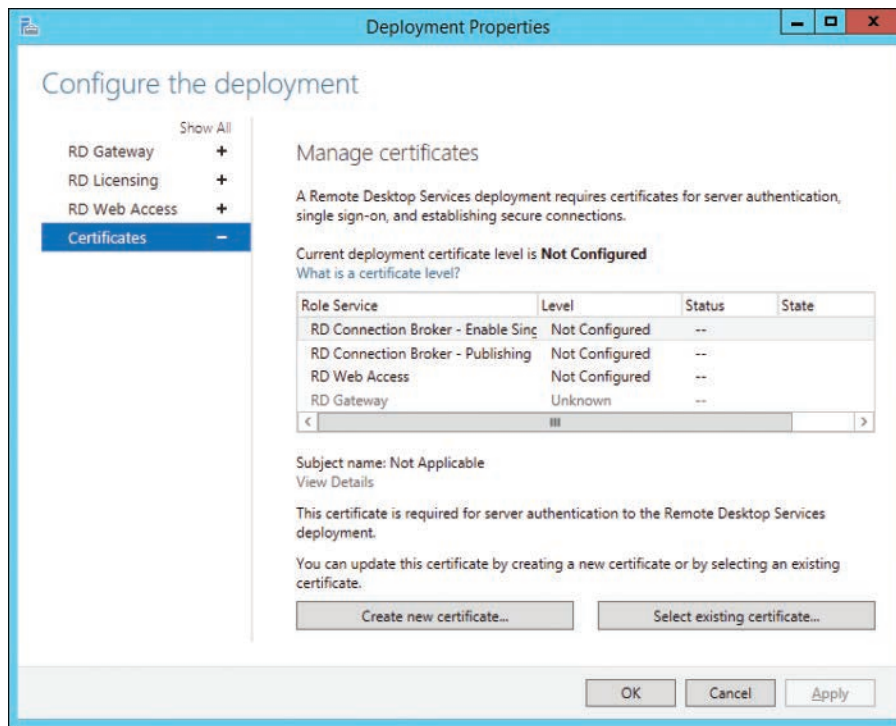 Deployment Properties
Configure the deployment
Show All
RD Gateway +
RD Licensing +
RD Web Access +
Certificates –
Manage certificates
A Remote Desktop Services deployment requires certificates for server authentication,
single sign-on, and establishing secure connections.
Current deployment certificate level is Not Configured
What is a certificate level?
Role Service Level Status State
RD Connection Broker - Enable Sing Not Configured --
RD Connection Broker - Publishing Not Configured --
RD Web Access Not Configured --
RD Gateway Unknown --
Subject name: Not Applicable
View Details
This certificate is required for server authentication to the Remote Desktop Services
deployment.
You can update this certificate by creating a new certificate or by selecting an existing
certificate.
Create new certificate... Select existing certificate...
OK Cancel Apply